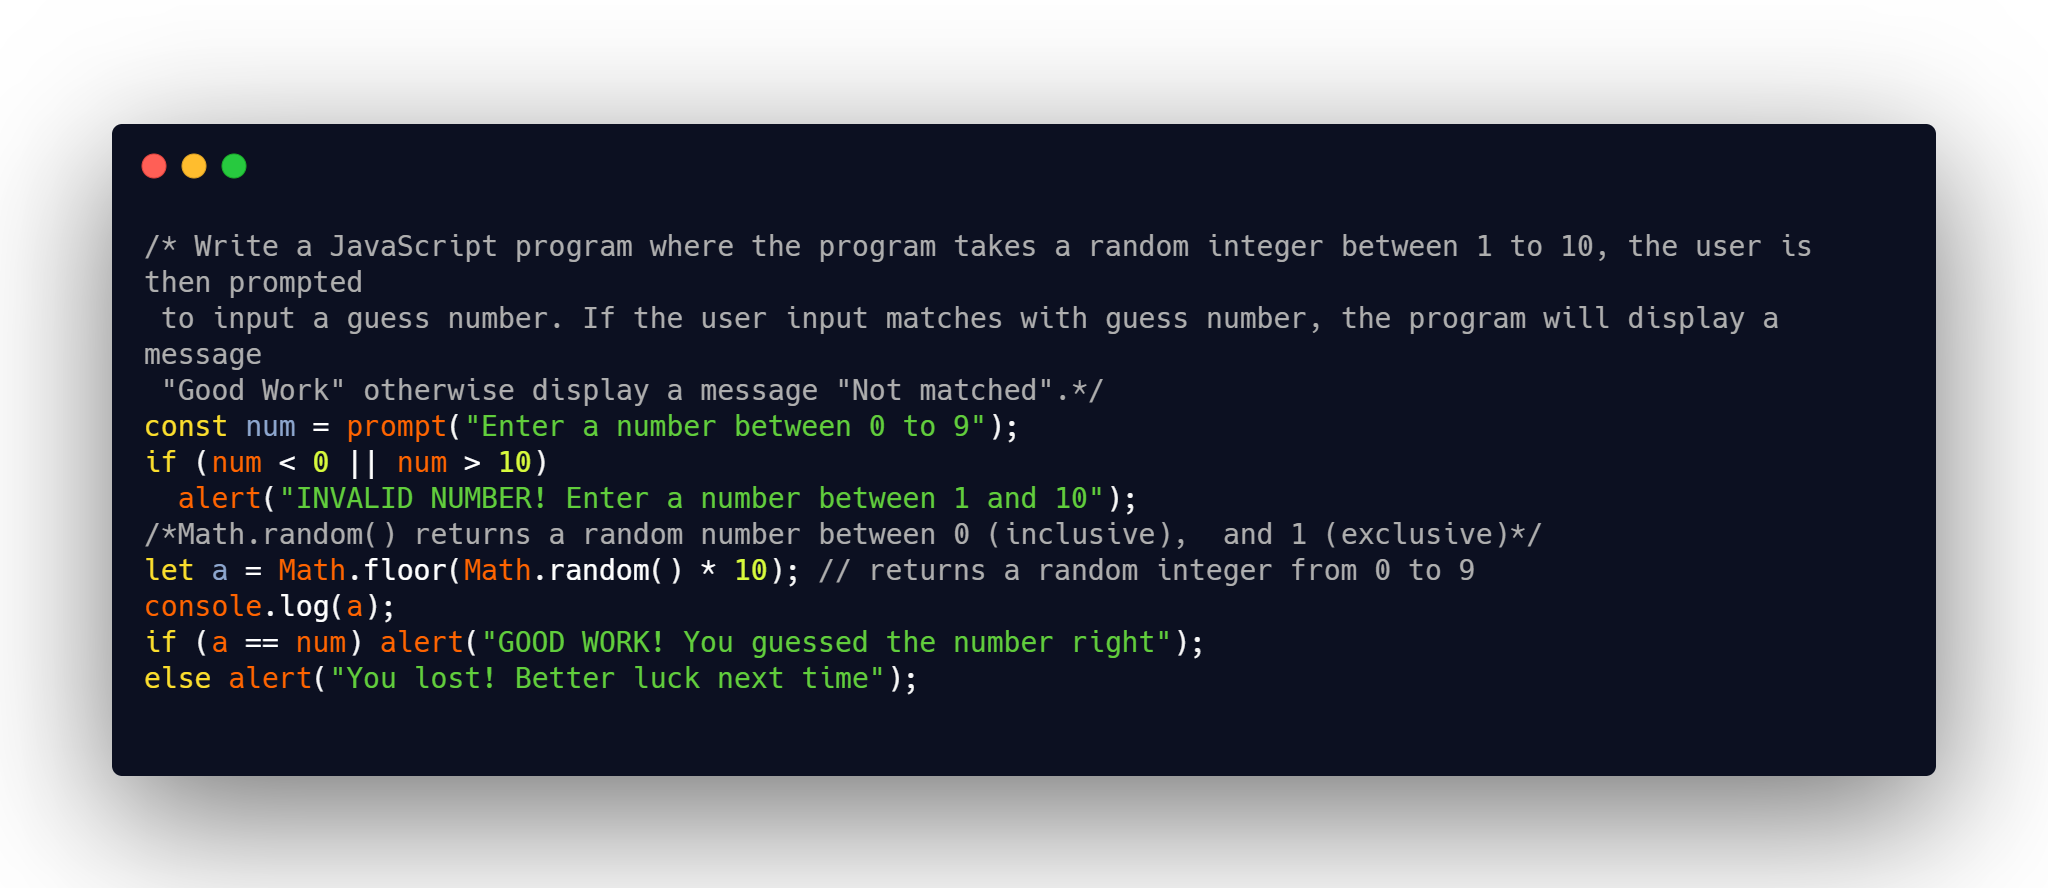 /* Write a JavaScript program where the program takes a random integer between 1 to 10, the user is
then prompted
 to input a guess number. If the user input matches with guess number, the program will display a
message
 "Good Work" otherwise display a message "Not matched".*/
const num = prompt("Enter a number between 0 to 9");
if (num < 0 || num > 10)
  alert("INVALID NUMBER! Enter a number between 1 and 10");
/*Math.random() returns a random number between 0 (inclusive),  and 1 (exclusive)*/
let a = Math.floor(Math.random() * 10); // returns a random integer from 0 to 9
console.log(a);
if (a == num) alert("GOOD WORK! You guessed the number right");
else alert("You lost! Better luck next time");